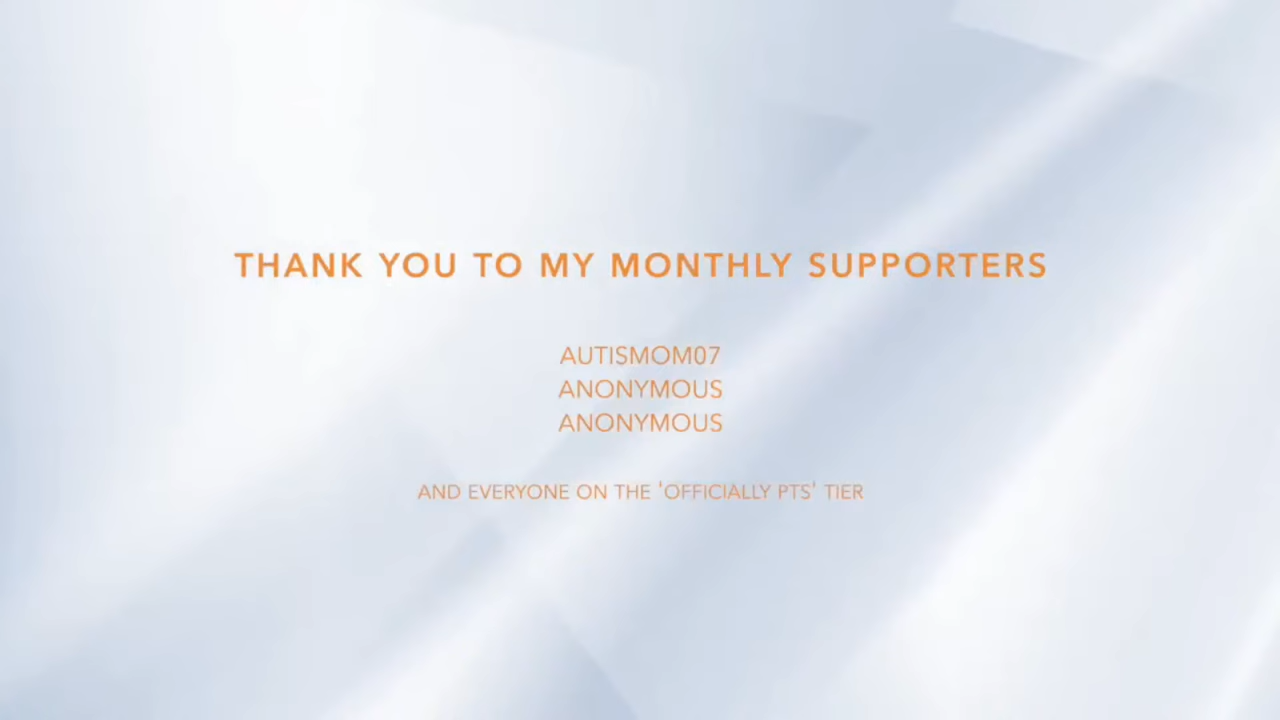 THANK YOU TO MY MONTHLY SUPPORTERS
AUTISMOM07
ANONYMOUS
ANONYMOUS
AND EVERYONE ON THE 'OFFICIALLY PTS' TIER